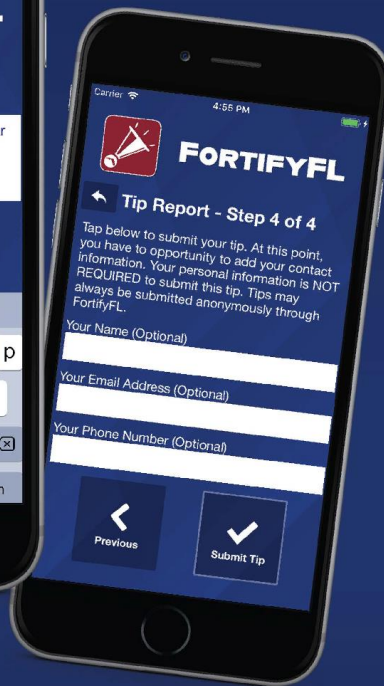 Carrier
4:55 PM
FORTIFYFL
Tip Report - Step 4 of 4
Tap below to submit your tip. At this point,
you have to opportunity to add your contact
information. Your personal information is NOT
REQUIRED to submit this tip. Tips may
always be submitted anonymously through
FortifyFL.
Your Name (Optional)
Your Email Address (Optional)
Your Phone Number (Optional)
Previous
Submit Tip
r
p